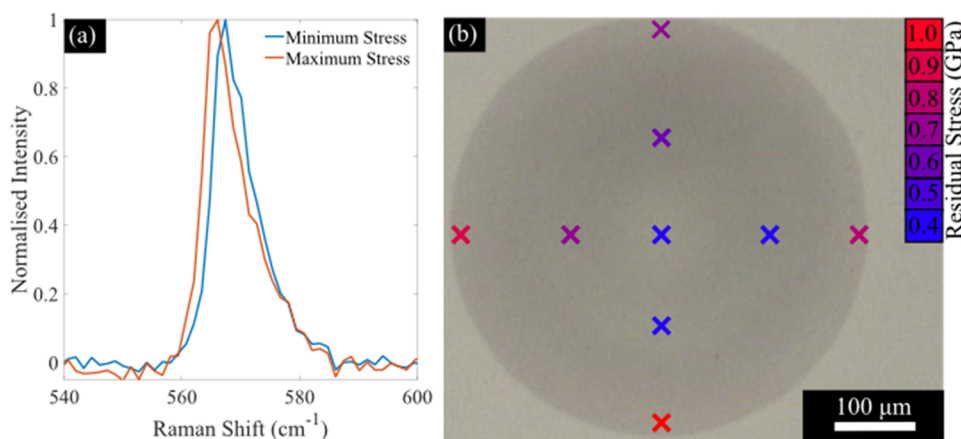 (a)
Minimum Stress
Maximum Stress
1
0.8
0.6
0.4
0.2
0
540
560
580
600
Normalised Intensity
Raman Shift (cm-1)
(b)
1.0
0.9
0.8
0.7
0.6
0.5
0.4
Residual Stress (GPa)
100 μm